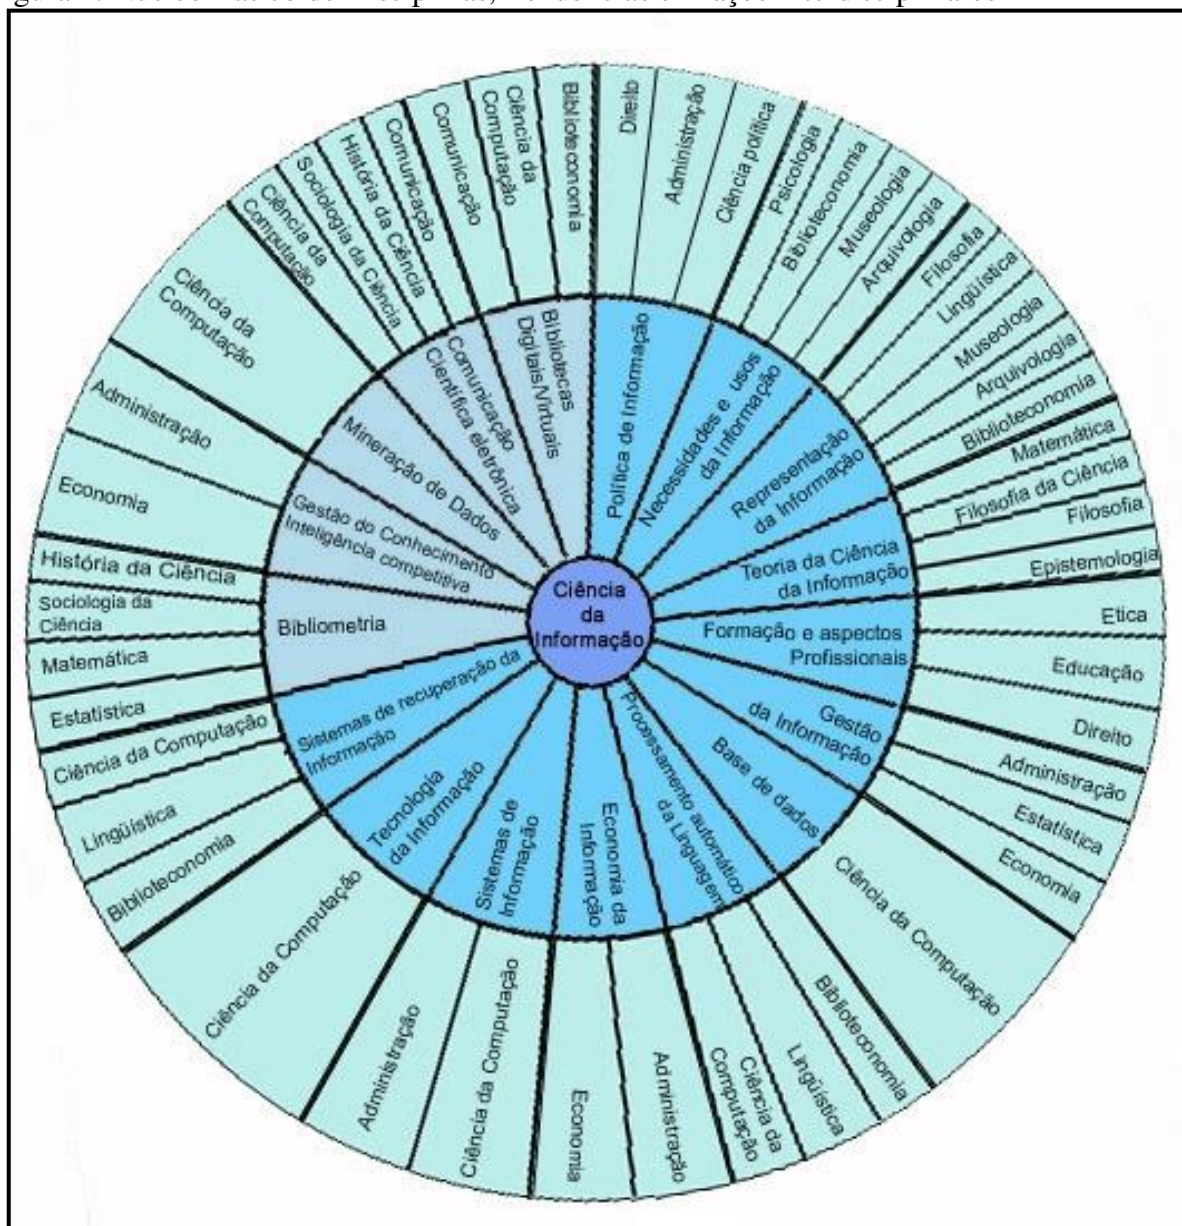 Ciência
da
Informação
Política de Informação
Necessidades e usos
da Informação
Representação
da Informação
Teoria da Ciência
da Informação
Formação e aspectos
Profissionais
Gestão
da Informação
Base de dados
Processamento automático
da Linguagem
Economia da
Informação
Sistemas de
Informação
Tecnologia
da Informação
Sistemas de recuperação da
Informação
Bibliometria
Gestão do Conhecimento
Inteligência competitiva
Mineração de Dados
Comunicação
Científica eletrônica
Bibliotecas
Digitais/Virtuais
Direito
Administração
Ciência política
Psicologia
Biblioteconomia
Museologia
Arquivologia
Filosofia
Lingüística
Museologia
Arquivologia
Biblioteconomia
Matemática
Filosofia da Ciência
Filosofia
Epistemologia
Etica
Educação
Direito
Administração
Estatística
Economia
Ciência da Computação
Biblioteconomia
Lingüística
Ciência da
Computação
Administração
Economia
Ciência da Computação
Administração
Ciência da Computação
Biblioteconomia
Lingüística
Ciência da Computação
Estatística
Matemática
Sociologia da
Ciência
História da Ciência
Economia
Administração
Ciência da
Computação
Ciência da
Computação
Sociologia da Ciência
História da Ciência
Comunicação
Comunicação
Ciência da
Computação
Biblioteconomia